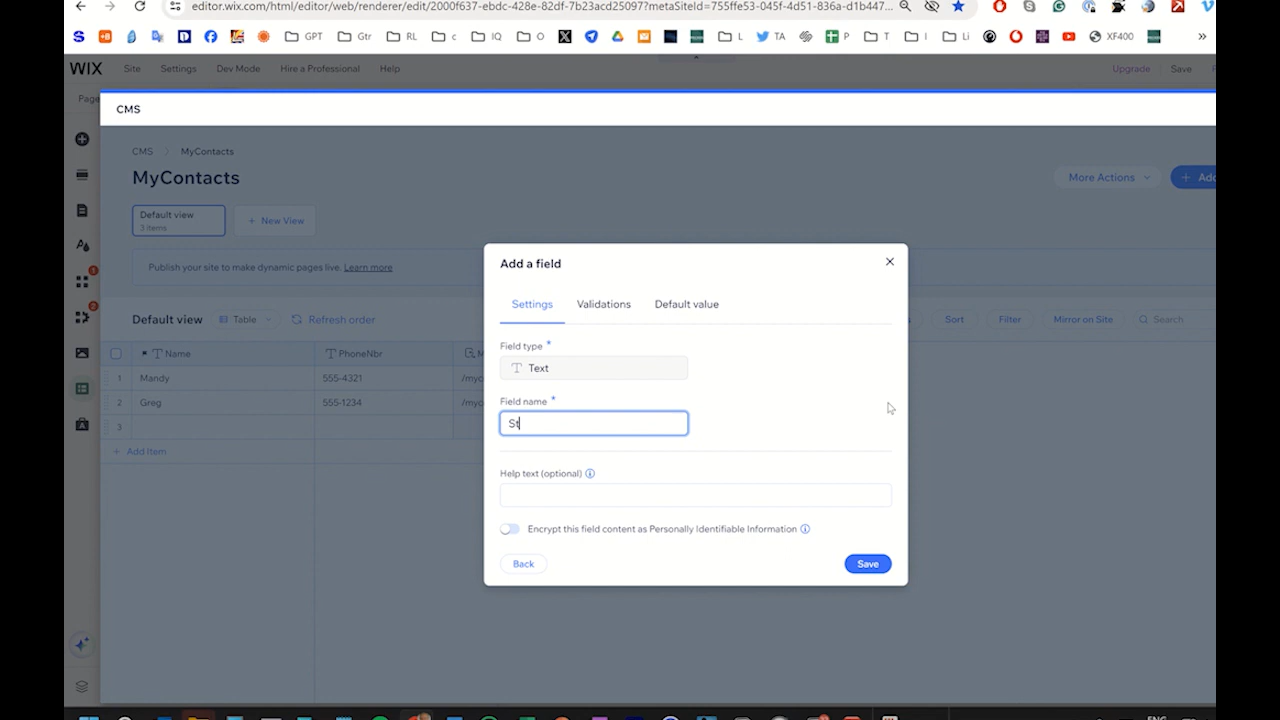 editor.wix.com/html/editor/web/renderer/edit/2000f637-ebdc-428e-82df-7b23acd25097?metaSiteId=755ffe53-045f-4d51-836a-d1b447...
GPT Gtr RL c IQ O L TA P T I Li XF400 »
WIX Site Settings Dev Mode Hire a Professional Help Upgrade Save
Page
CMS
CMS MyContacts
MyContacts
More Actions
+ Add
Default view
3 items
+ New View
Publish your site to make dynamic pages live. Learn more
Default view Table Refresh order Sort Filter Mirror on Site Search
Name PhoneNbr
1 Mandy 555-4321
2 Greg 555-1234
3
+ Add Item
Add a field
Settings Validations Default value
Field type *
Text
Field name *
St
Help text (optional)
Encrypt this field content as Personally Identifiable Information
Back Save
ENG